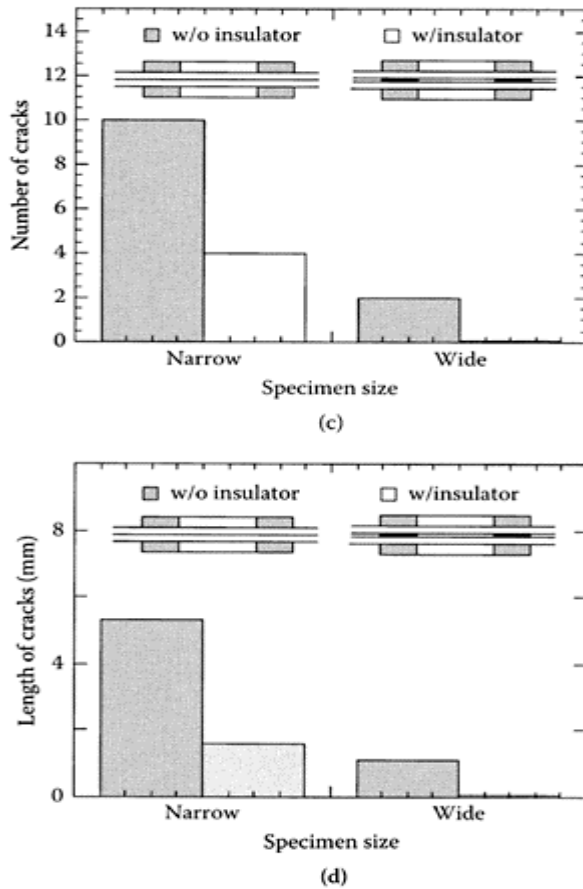 w/o insulator w/insulator
14
12
10
8
6
4
2
0
Number of cracks
Narrow Wide
Specimen size
(c)
w/o insulator w/insulator
8
4
0
Length of cracks (mm)
Narrow Wide
Specimen size
(d)